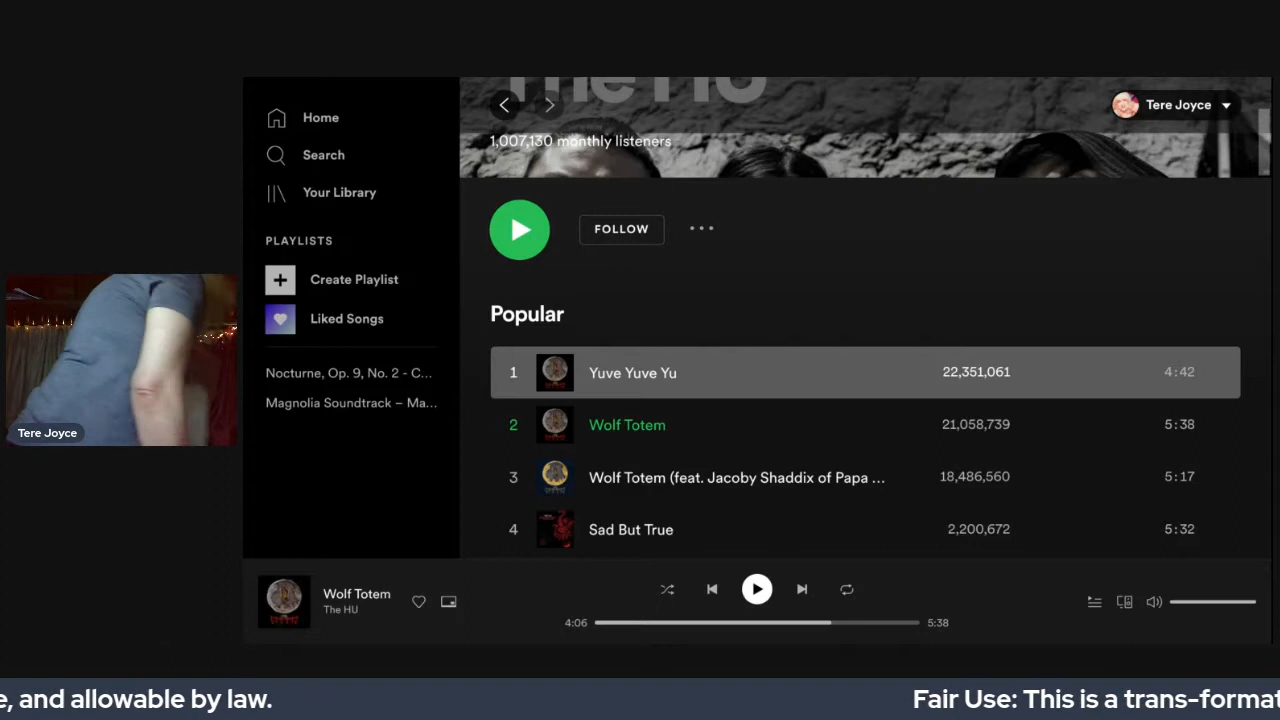 The HU
Tere Joyce
1,007,130 monthly listeners
Home
Search
Your Library
PLAYLISTS
Create Playlist
Liked Songs
Nocturne, Op. 9, No. 2 - C...
Magnolia Soundtrack – Ma...
FOLLOW
Popular
1 Yuve Yuve Yu 22,351,061 4:42
2 Wolf Totem 21,058,739 5:38
3 Wolf Totem (feat. Jacoby Shaddix of Papa ... 18,486,560 5:17
4 Sad But True 2,200,672 5:32
Tere Joyce
Wolf Totem
The HU
4:06 5:38
e, and allowable by law. Fair Use: This is a trans-format